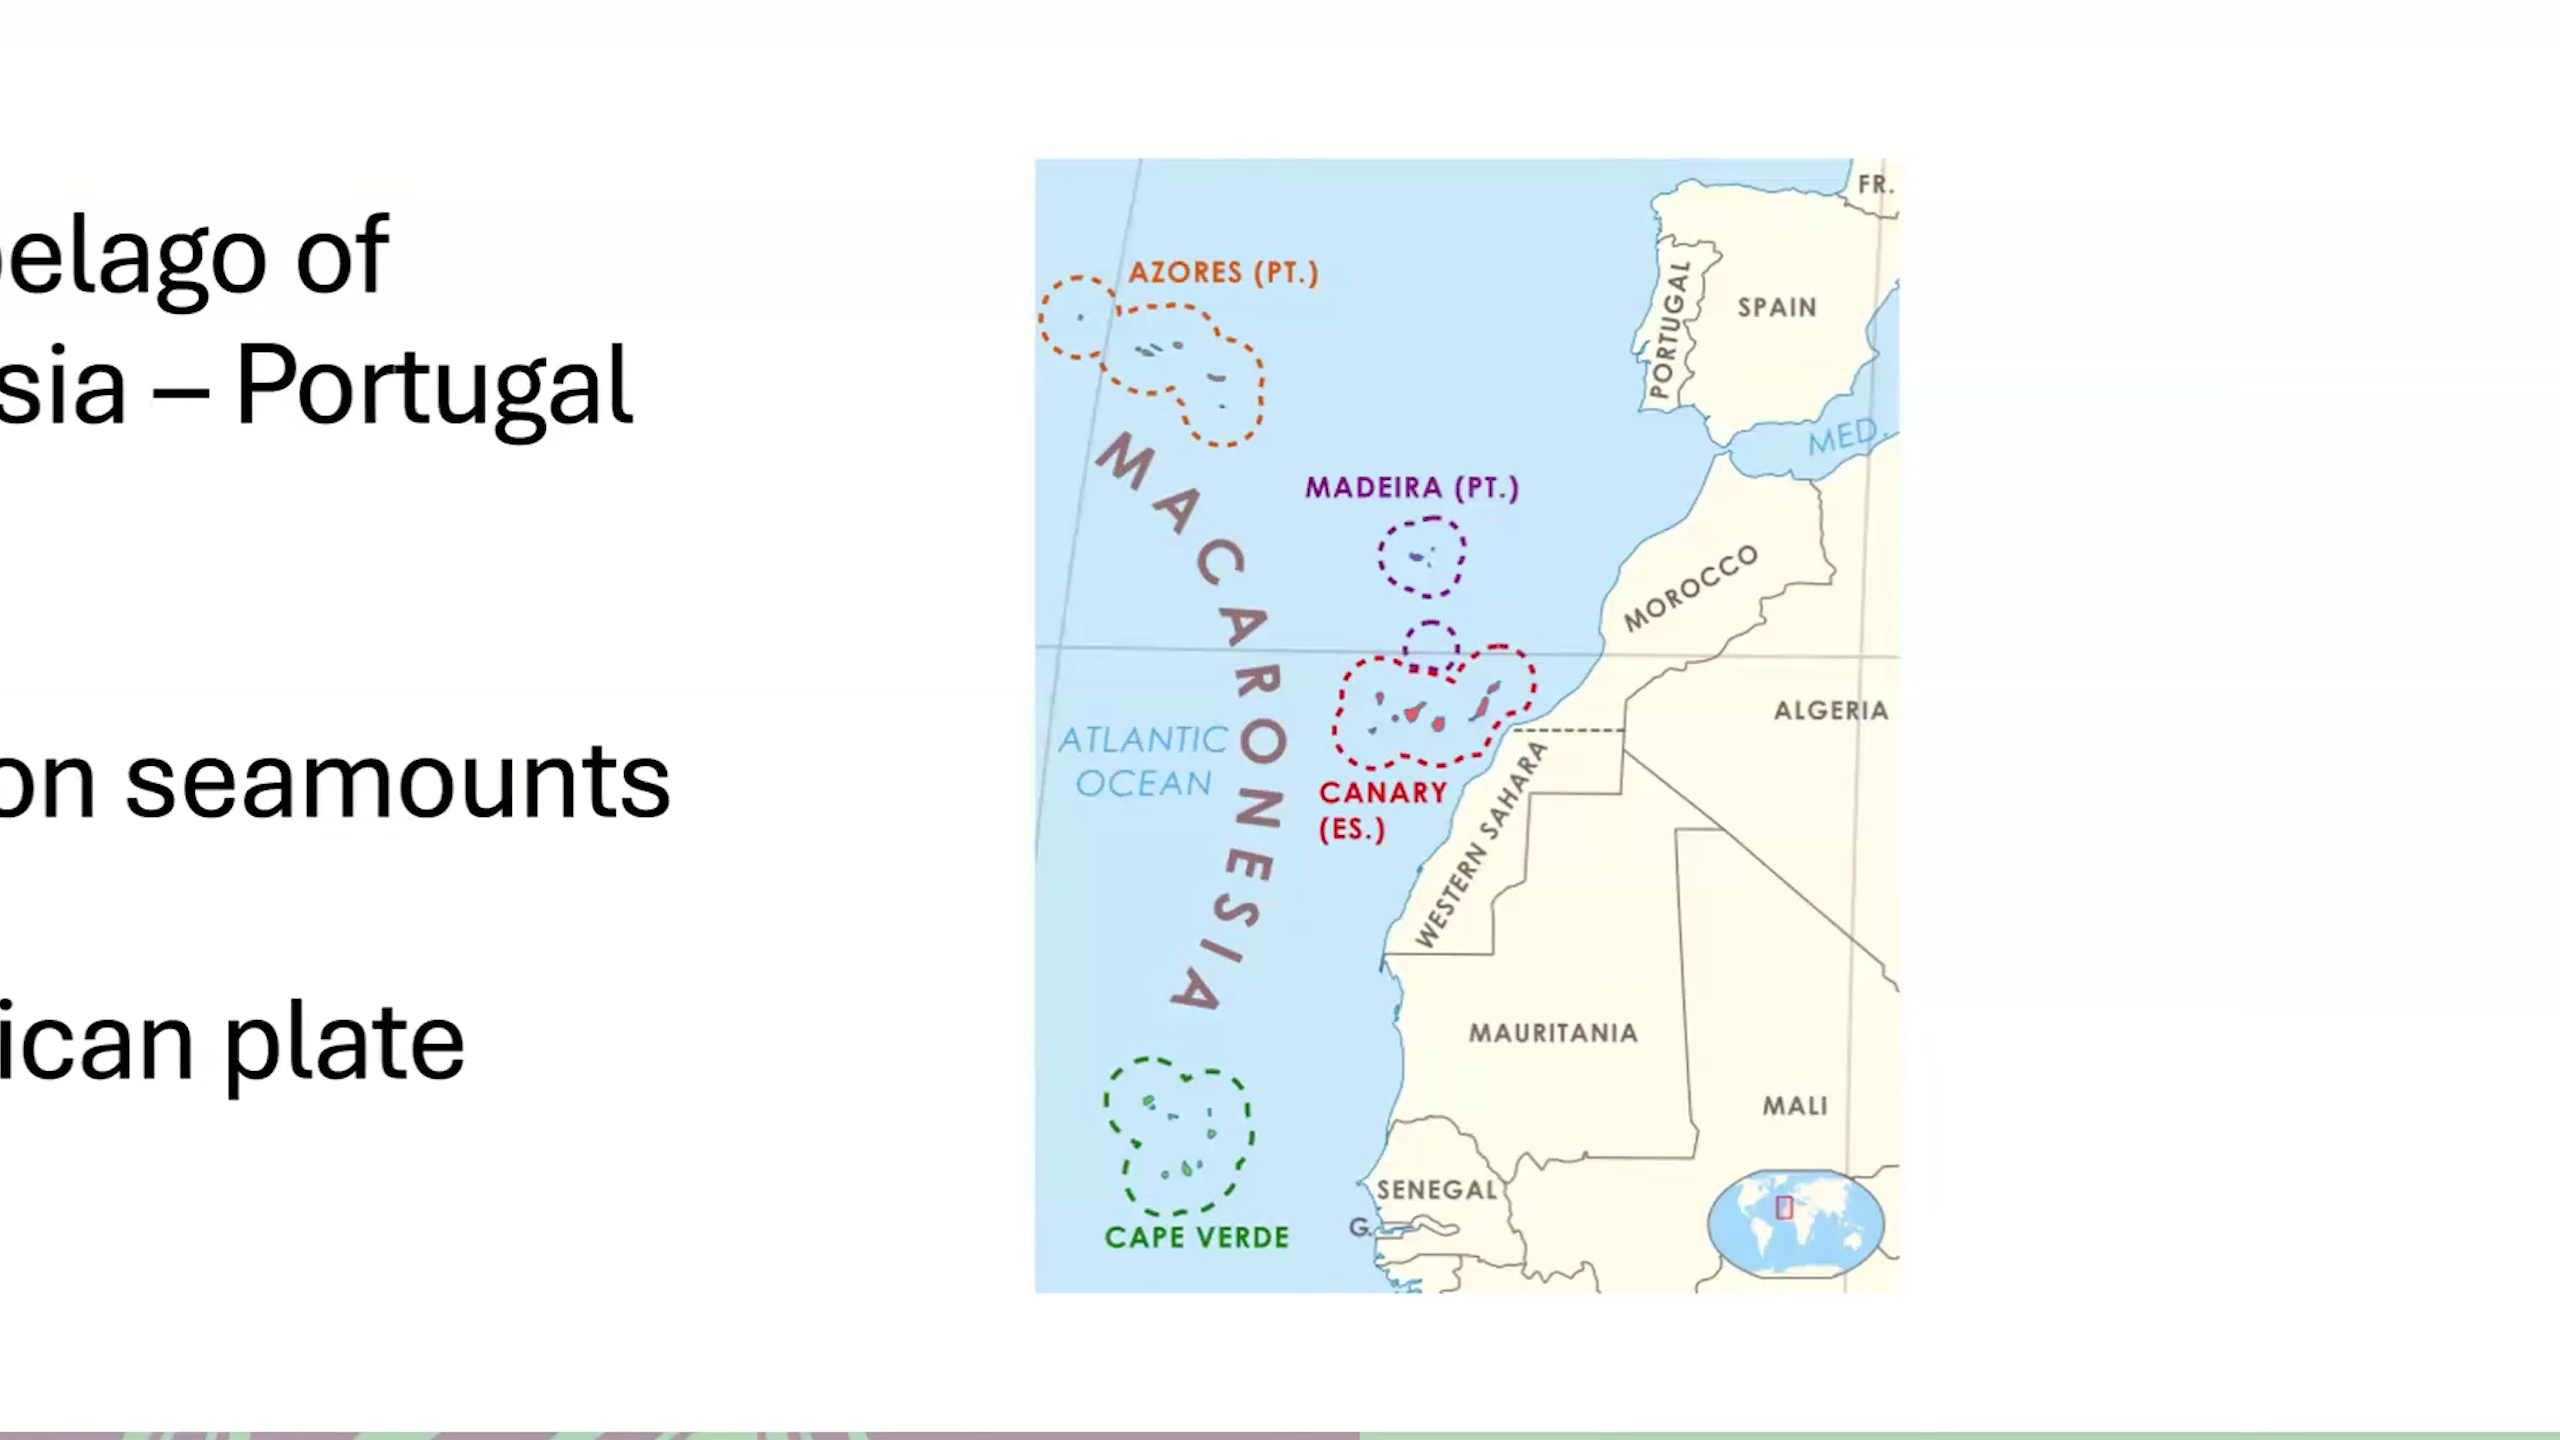 pelago of
sia – Portugal
on seamounts
ican plate
FR.
AZORES (PT.)
PORTUGAL
SPAIN
MED.
MADEIRA (PT.)
MACARONESIA
MOROCCO
ALGERIA
ATLANTIC
OCEAN
CANARY
(ES.)
WESTERN SAHARA
MAURITANIA
MALI
SENEGAL
G.
CAPE VERDE